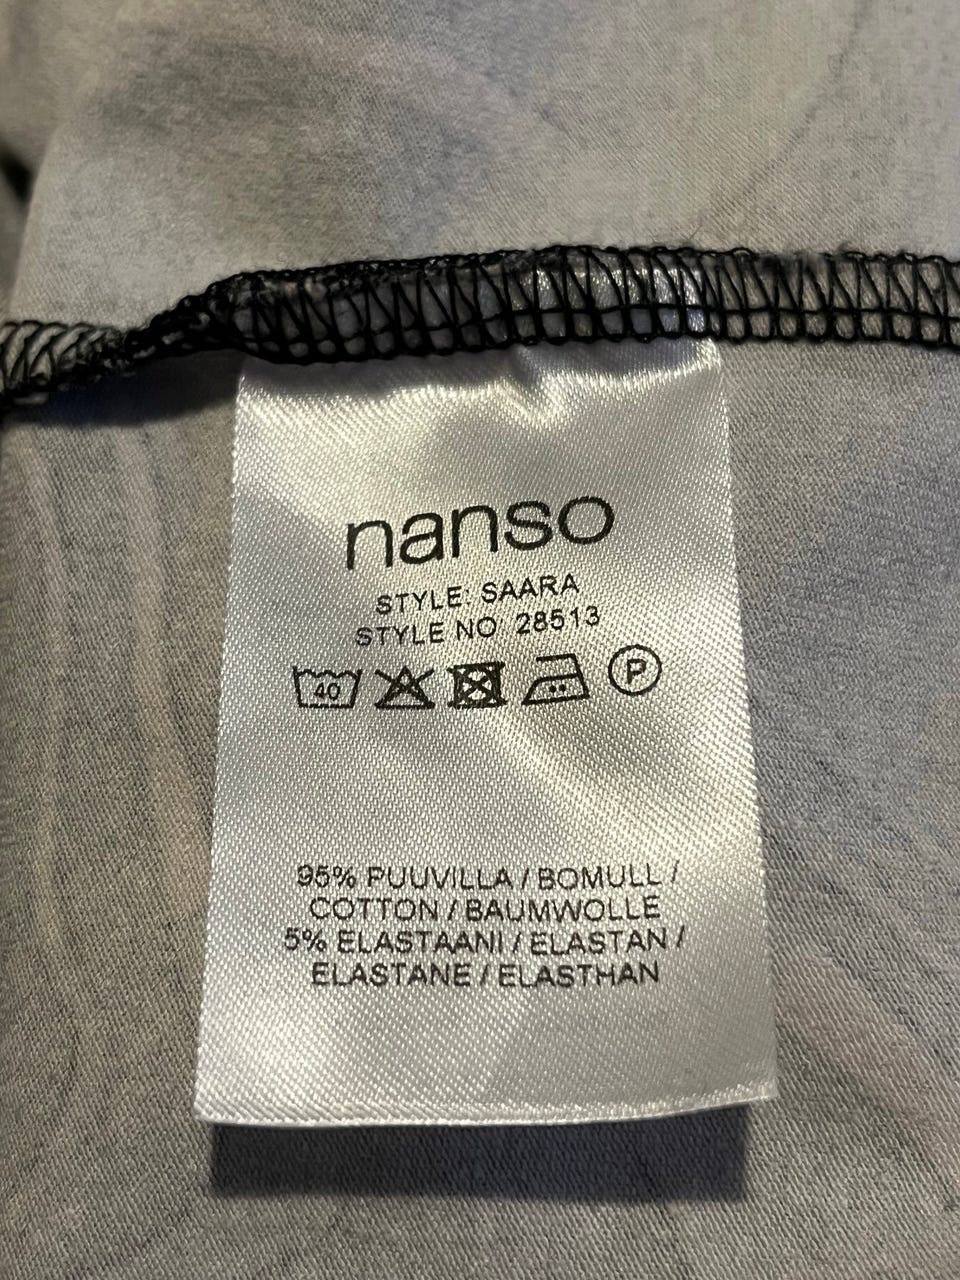 nanso
STYLE: SAARA
STYLE NO 28513
40 P
95% PUUVILLA / BOMULL /
COTTON / BAUMWOLLE
5% ELASTAANI / ELASTAN /
ELASTANE / ELASTHAN